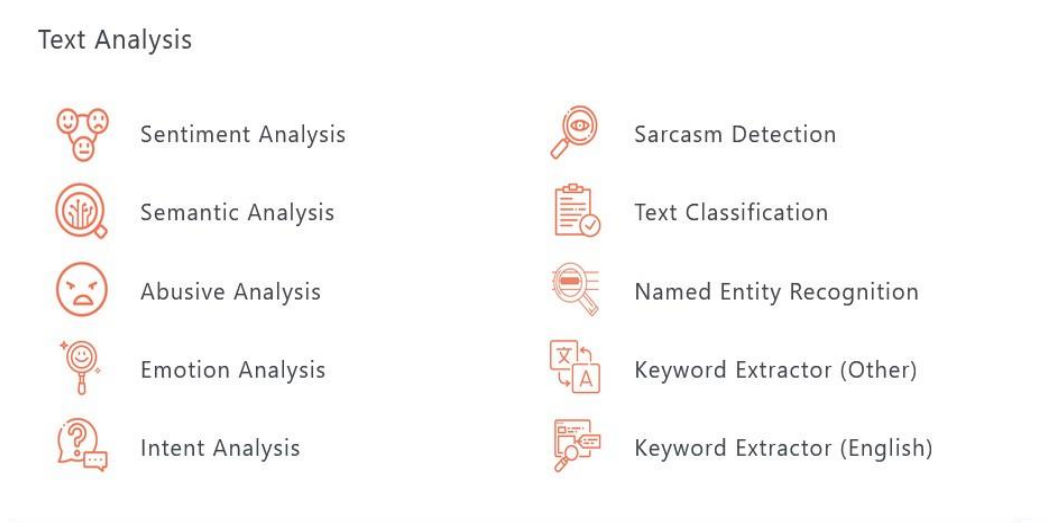 Text Analysis
Sentiment Analysis
Semantic Analysis
Abusive Analysis
Emotion Analysis
Intent Analysis
Sarcasm Detection
Text Classification
Named Entity Recognition
文
A
Keyword Extractor (Other)
Keyword Extractor (English)